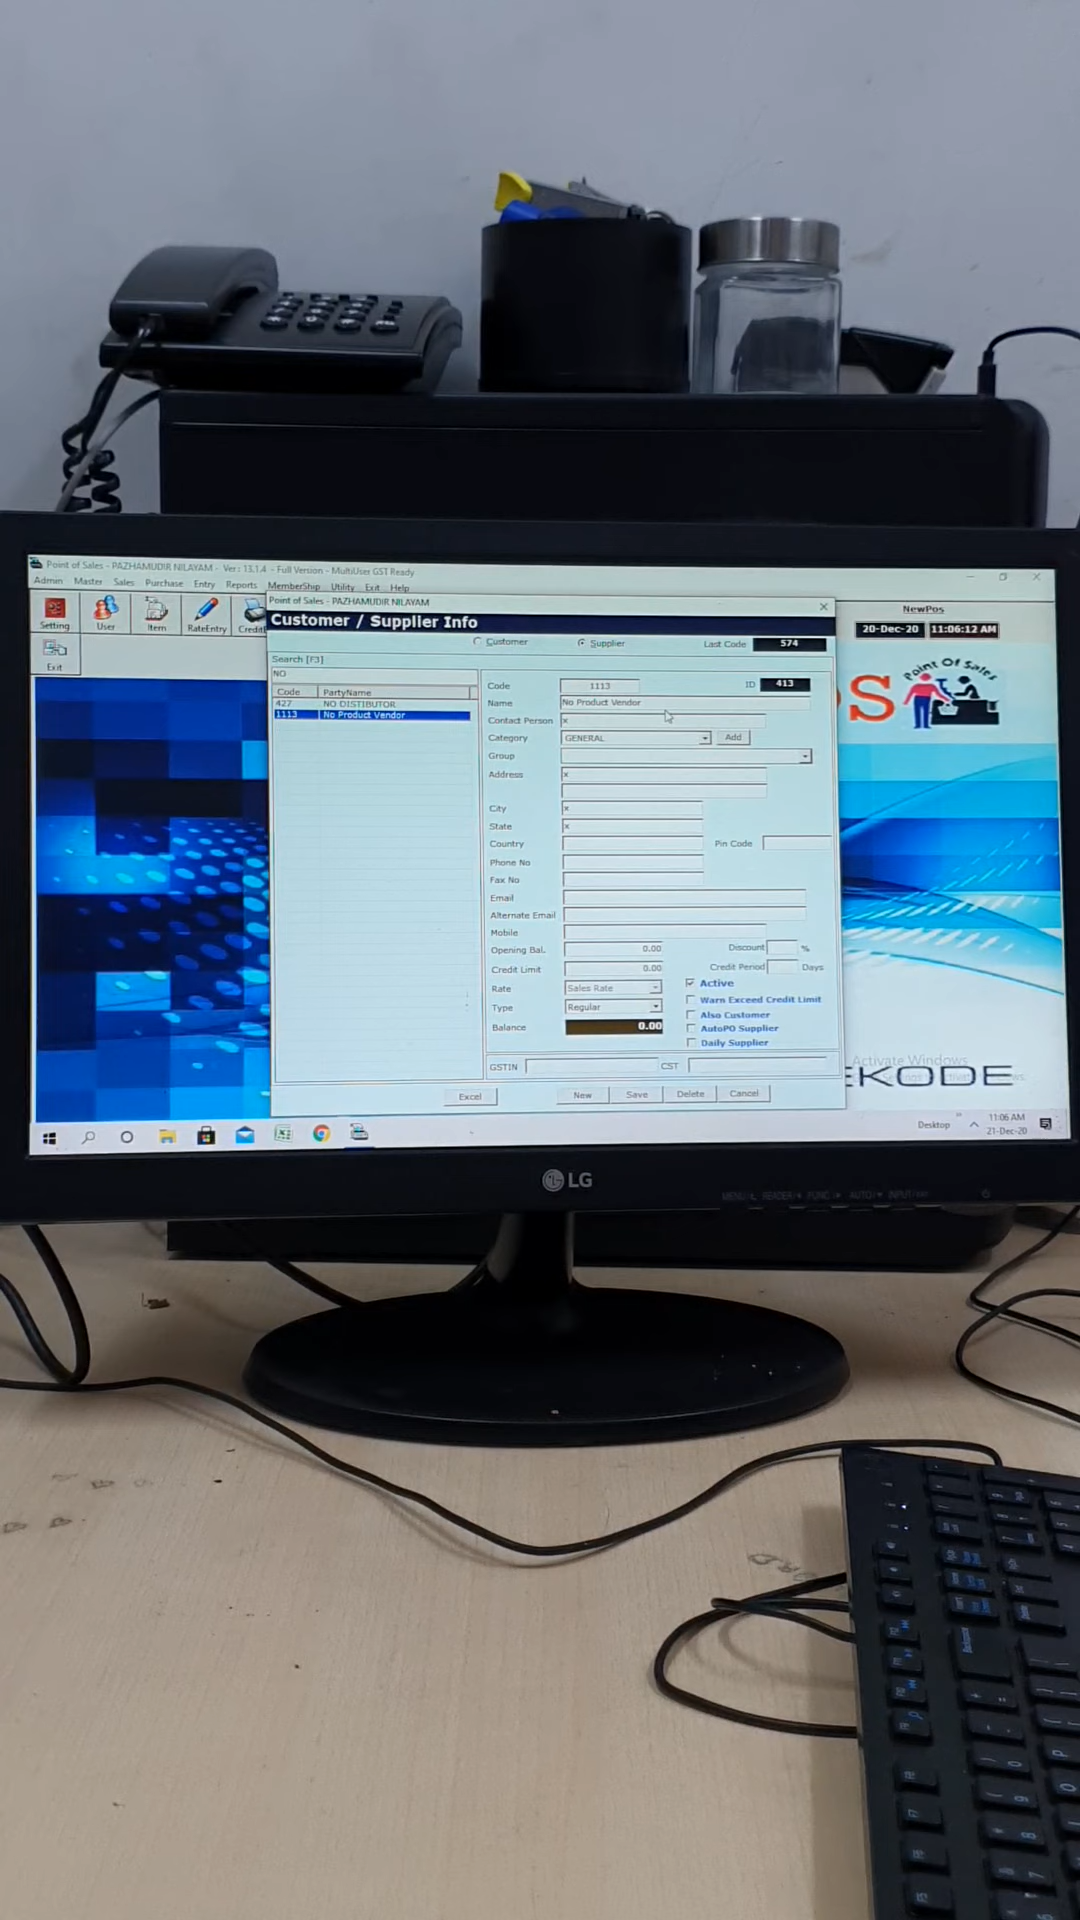 Point of Sales - PAZHAMUDIR NILAYAM - Ver: 13.1.4 - Full Version - MultiUser GST Ready
Admin Master Sales Purchase Entry Reports MemberShip Utility Exit Help
Setting User Item RateEntry
Exit
Point of Sales - PAZHAMUDIR NILAYAM
Customer / Supplier Info
Customer Supplier Last Code 574
NewPos
20-Dec-20 11:06:12 AM
Point Of Sales
OS
Search [F3]
NO
Code PartyName
427 NO DISTIBUTOR
1113 No Product Vendor
Code 1113 ID 413
Name No Product Vendor
Contact Person x
Category GENERAL Add
Group
Address x
City x
State x
Country Pin Code
Phone No
Fax No
Email
Alternate Email
Mobile
Opening Bal. 0.00 Discount %
Credit Limit 0.00 Credit Period Days
Rate Sales Rate Active
Type Regular Warn Exceed Credit Limit
Also Customer
Balance 0.00 AutoPO Supplier
Daily Supplier
GSTIN CST
Excel New Save Delete Cancel
Activate Windows
EKODE
Desktop 11:06 AM
21-Dec-20
LG